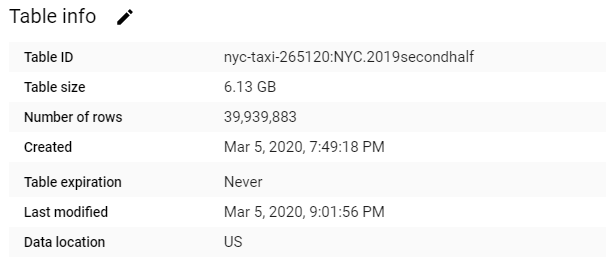 Table info
Table ID nyc-taxi-265120:NYC.2019secondhalf
Table size 6.13 GB
Number of rows 39,939,883
Created Mar 5, 2020, 7:49:18 PM
Table expiration Never
Last modified Mar 5, 2020, 9:01:56 PM
Data location US